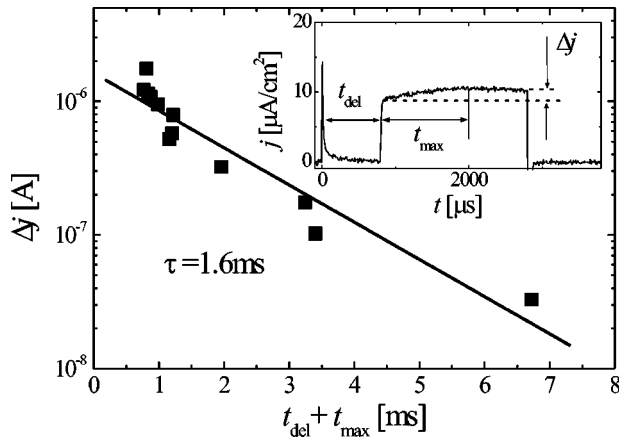 20
10
0
j [μA/cm²]
Δj
t_del
t_max
0
2000
t [μs]
10⁻⁶
10⁻⁷
10⁻⁸
Δj [A]
τ =1.6ms
0 1 2 3 4 5 6 7 8
t_del + t_max [ms]